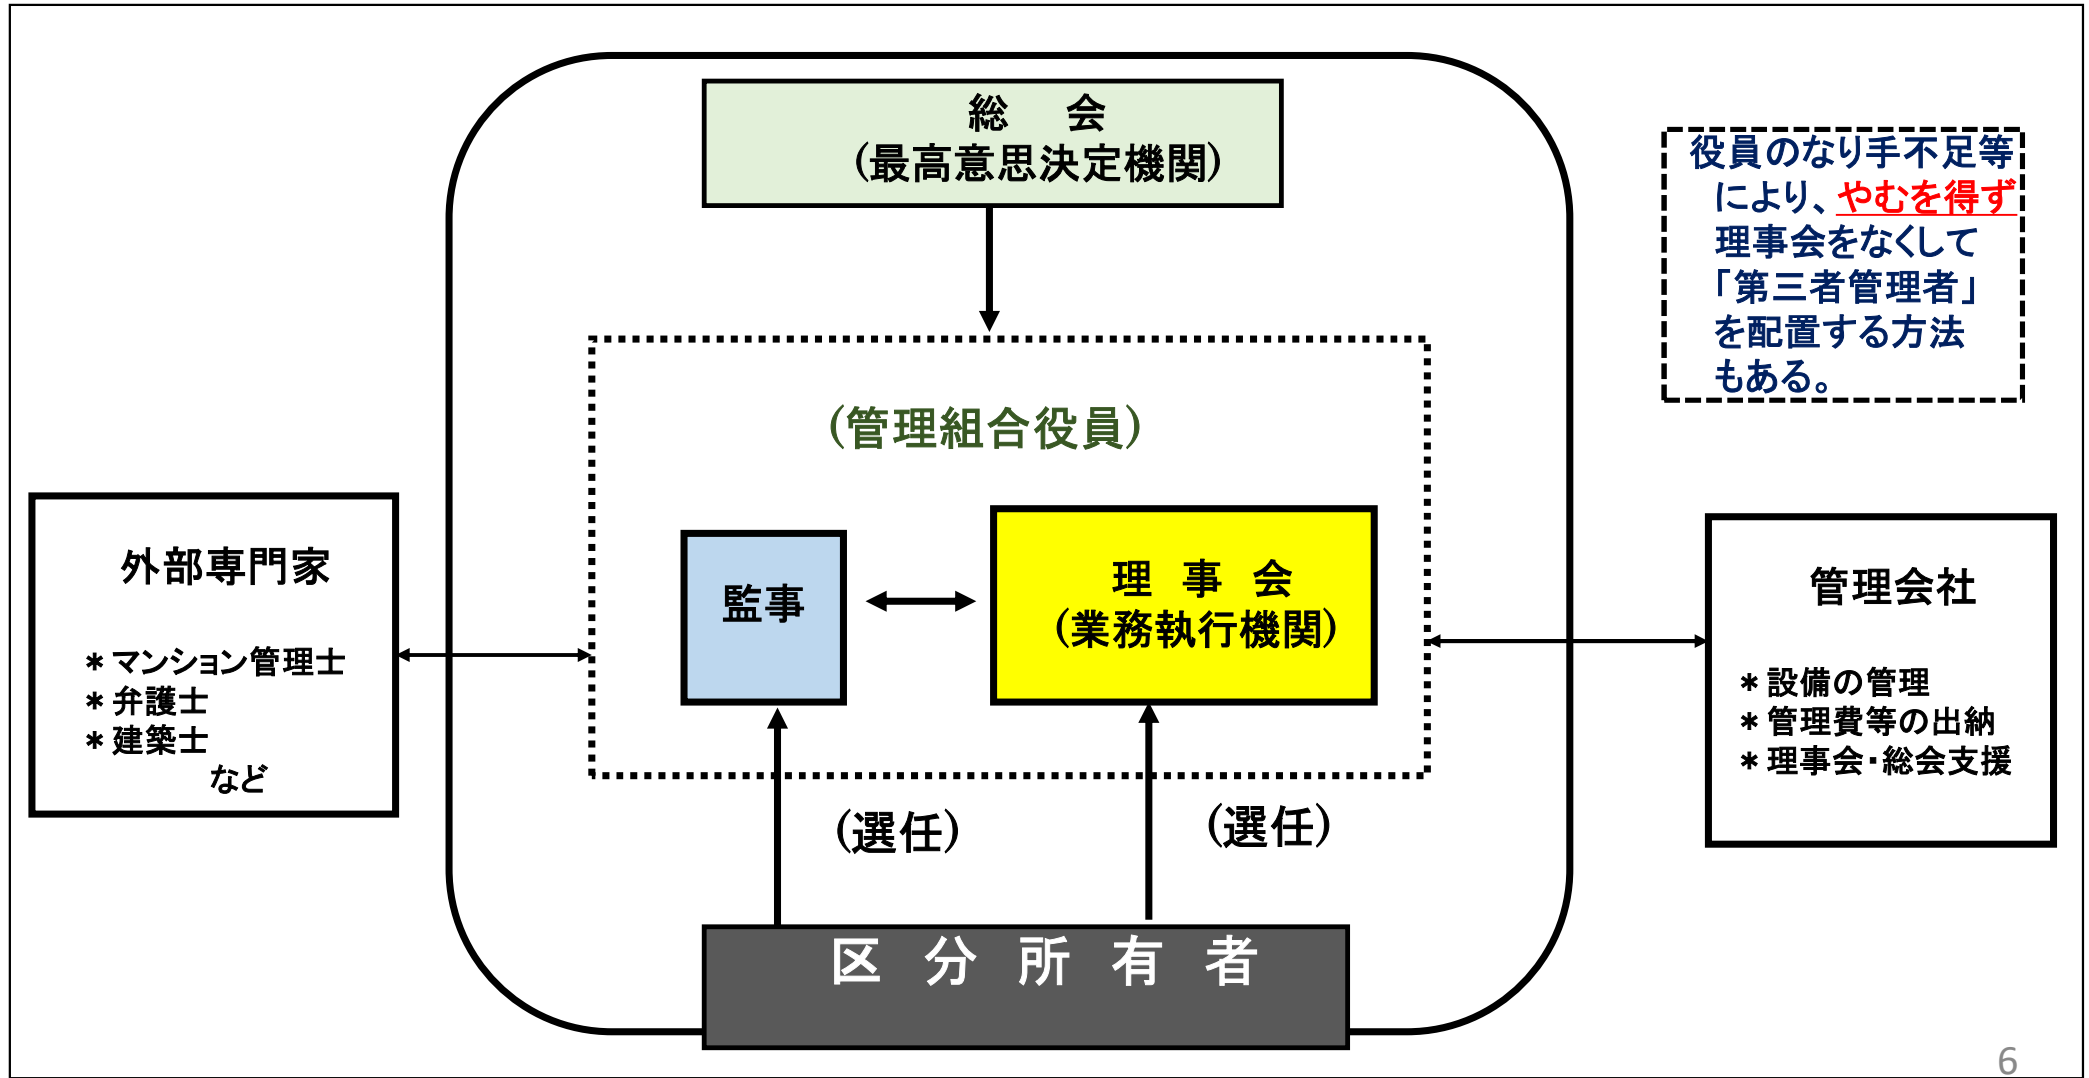 総　会
(最高意思決定機関)
役員のなり手不足等
により、やむを得ず
理事会をなくして
「第三者管理者」
を配置する方法
もある。
(管理組合役員)
外部専門家
＊マンション管理士
＊弁護士
＊建築士
など
監事
理　事　会
(業務執行機関)
管理会社
＊設備の管理
＊管理費等の出納
＊理事会・総会支援
(選任)
(選任)
区　分　所　有　者
6